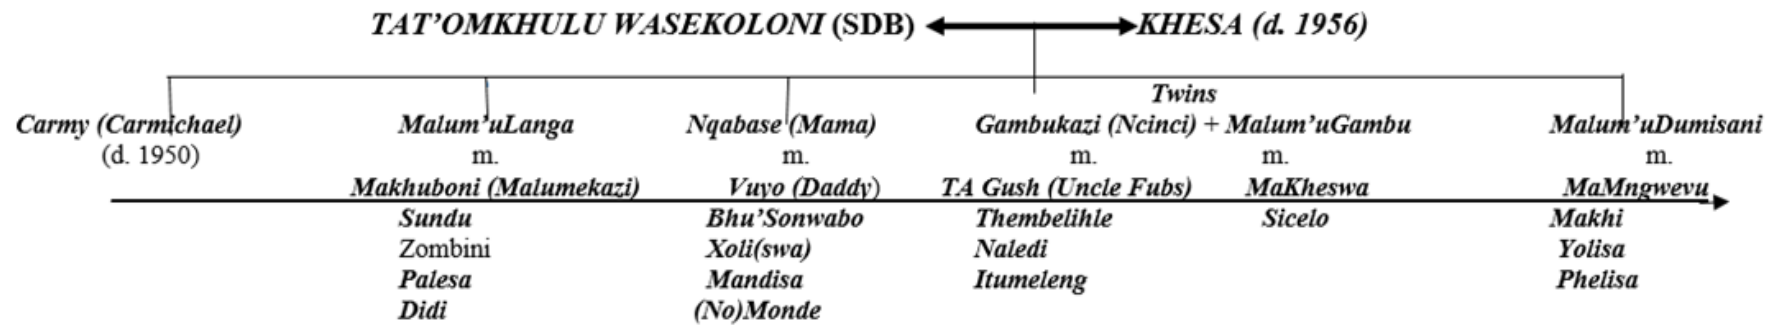 TAT'OMKHULU WASEKOLONI (SDB) KHESA (d. 1956)
Twins
Carmy (Carmichael) Malum'uLanga Nqabase (Mama) Gambukazi (Ncinci) + Malum'uGambu Malum'uDumisani
(d. 1950) m. m. m. m. m.
Makhuboni (Malumekazi) Vuyo (Daddy) TA Gush (Uncle Fubs) MaKheswa MaMngwevu
Sundu Bhu'Sonwabo Thembelihle Sicelo Makhi
Zombini Xoli(swa) Naledi Yolisa
Palesa Mandisa Itumeleng Phelisa
Didi (No)Monde